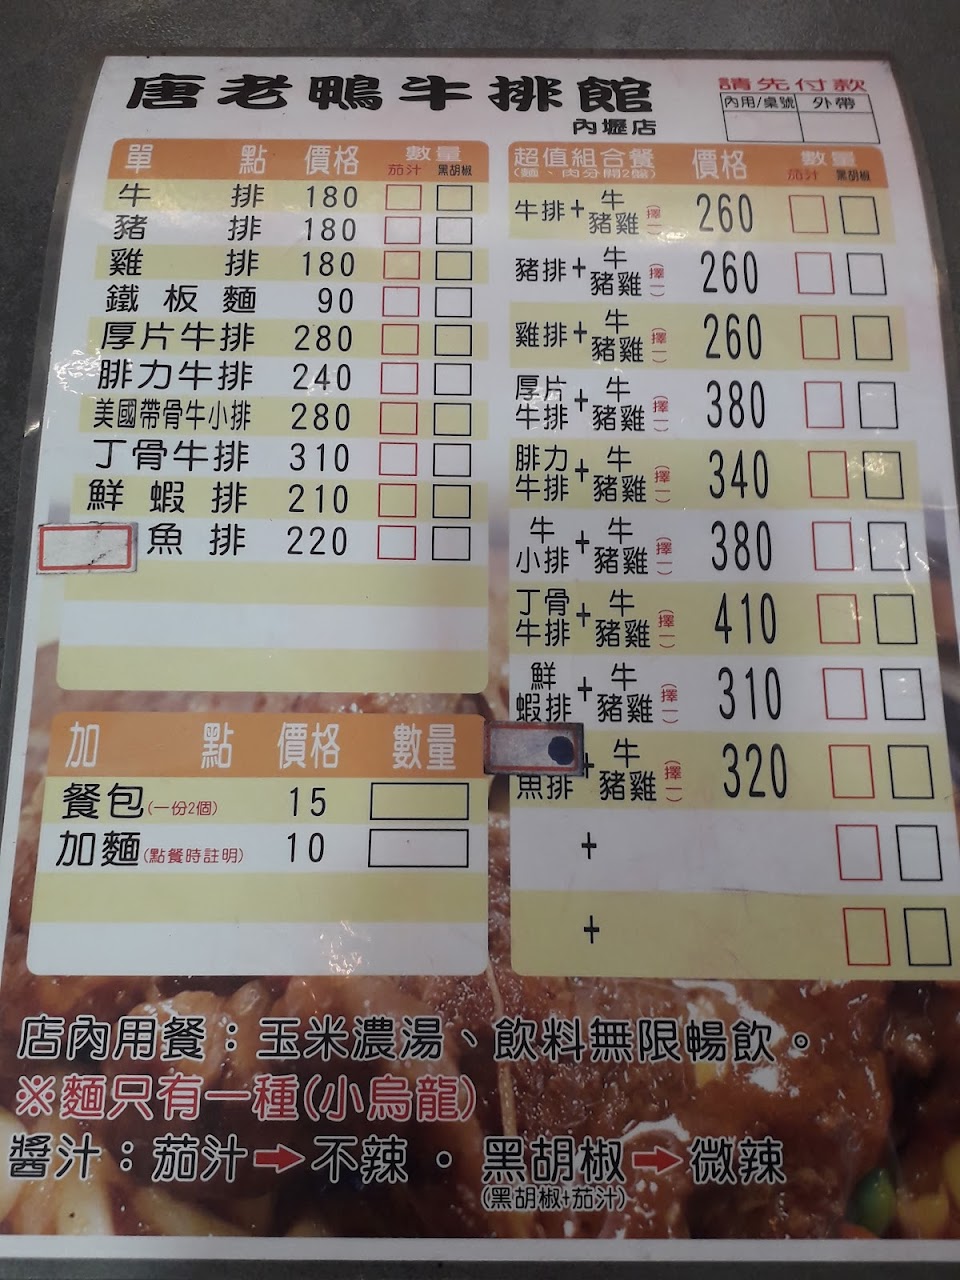 唐老鴨牛排館
內壢店
請先付款
內用/桌號 外帶
單點 價格 數量
茄汁 黑胡椒
牛排 180
豬排 180
雞排 180
鐵板麵 90
厚片牛排 280
腓力牛排 240
美國帶骨牛小排 280
丁骨牛排 310
鮮蝦排 210
魚排 220
加點 價格 數量
餐包(一份2個) 15
加麵(點餐時註明) 10
超值組合餐 價格 數量
(麵、肉分開2盤) 茄汁 黑胡椒
牛排+牛豬雞(擇一) 260
豬排+牛豬雞(擇一) 260
雞排+牛豬雞(擇一) 260
厚片牛排+牛豬雞(擇一) 380
腓力牛排+牛豬雞(擇一) 340
牛小排+牛豬雞(擇一) 380
丁骨牛排+牛豬雞(擇一) 410
鮮蝦排+牛豬雞(擇一) 310
魚排+牛豬雞(擇一) 320
+
+
店內用餐：玉米濃湯、飲料無限暢飲。
※麵只有一種(小烏龍)
醬汁：茄汁➡不辣 • 黑胡椒➡微辣
(黑胡椒+茄汁)